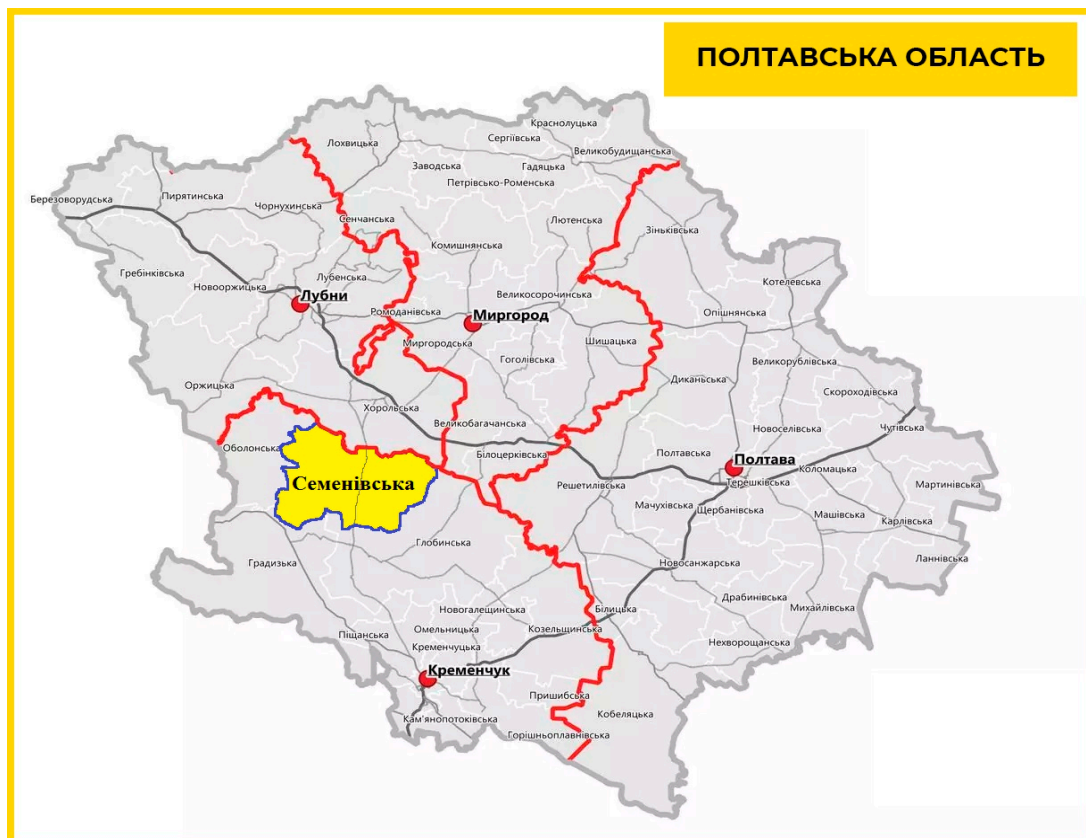 ПОЛТАВСЬКА ОБЛАСТЬ
Краснолуцька
Сергіївська
Лохвицька
Великобудищанська
Заводська
Гадяцька
Петрівсько-Роменська
Березоворудська
Пирятинська
Чорнухинська
Сенчанська
Лютенська
Зіньківська
Комишнянська
Гребінківська
Лубенська
Новооржицька
Котелевська
Лубни
Великосорочинська
Ромоданівська
Миргород
Опішнянська
Миргородська
Шишацька
Гоголівська
Великорублівська
Оржицька
Диканська
Скороходівська
Хорольська
Великобагачанська
Новоселівська
Чутівська
Оболонська
Білоцерківська
Полтавська
Полтава
Коломацька
Семенівська
Решетилівська
Терешківська
Мартинівська
Мачухівська
Щербанівська
Машівська
Карлівська
Глобинська
Градизька
Новосанжарська
Ланнівська
Драбинівська
Новогалещинська
Білицька
Михайлівська
Піщанська
Омельницька
Козельщинська
Кременчуцька
Нехворощанська
Кременчук
Пришибська
Кам'янопотоківська
Кобеляцька
Горішньоплавнівська